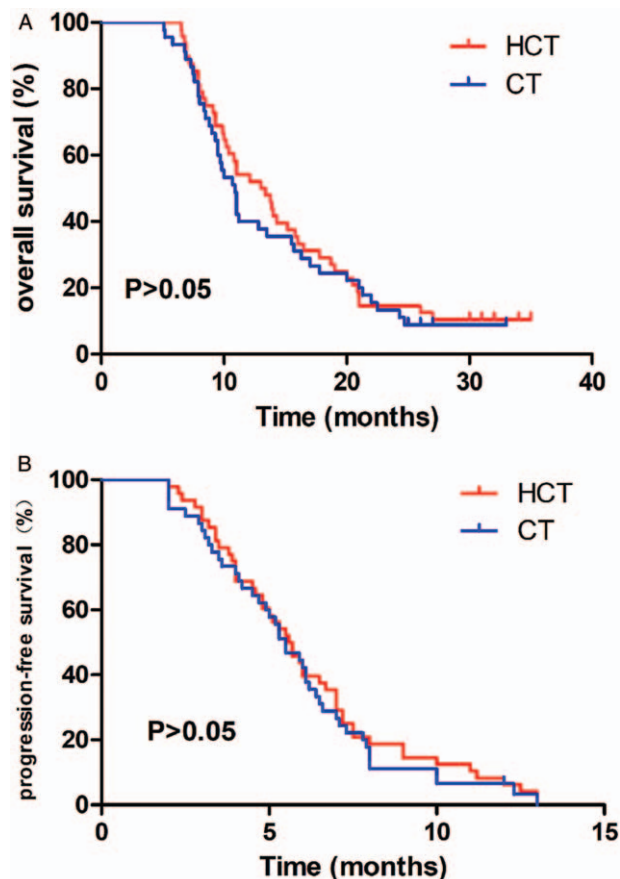 A
100
80
60
40
20
0
overall survival (%)
HCT
CT
P>0.05
0 10 20 30 40
Time (months)
B
100
80
60
40
20
0
progression-free survival (%)
HCT
CT
P>0.05
0 5 10 15
Time (months)